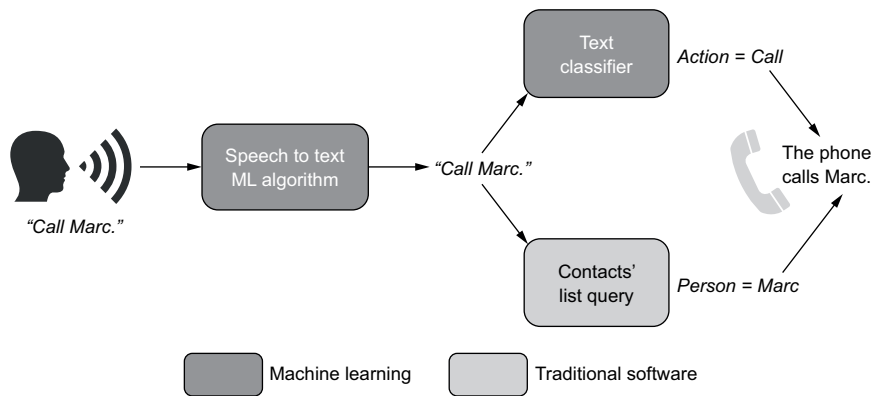 Text
classifier
Action = Call
Speech to text
ML algorithm
“Call Marc.”
“Call Marc.”
The phone
calls Marc.
Contacts’
list query
Person = Marc
Machine learning
Traditional software